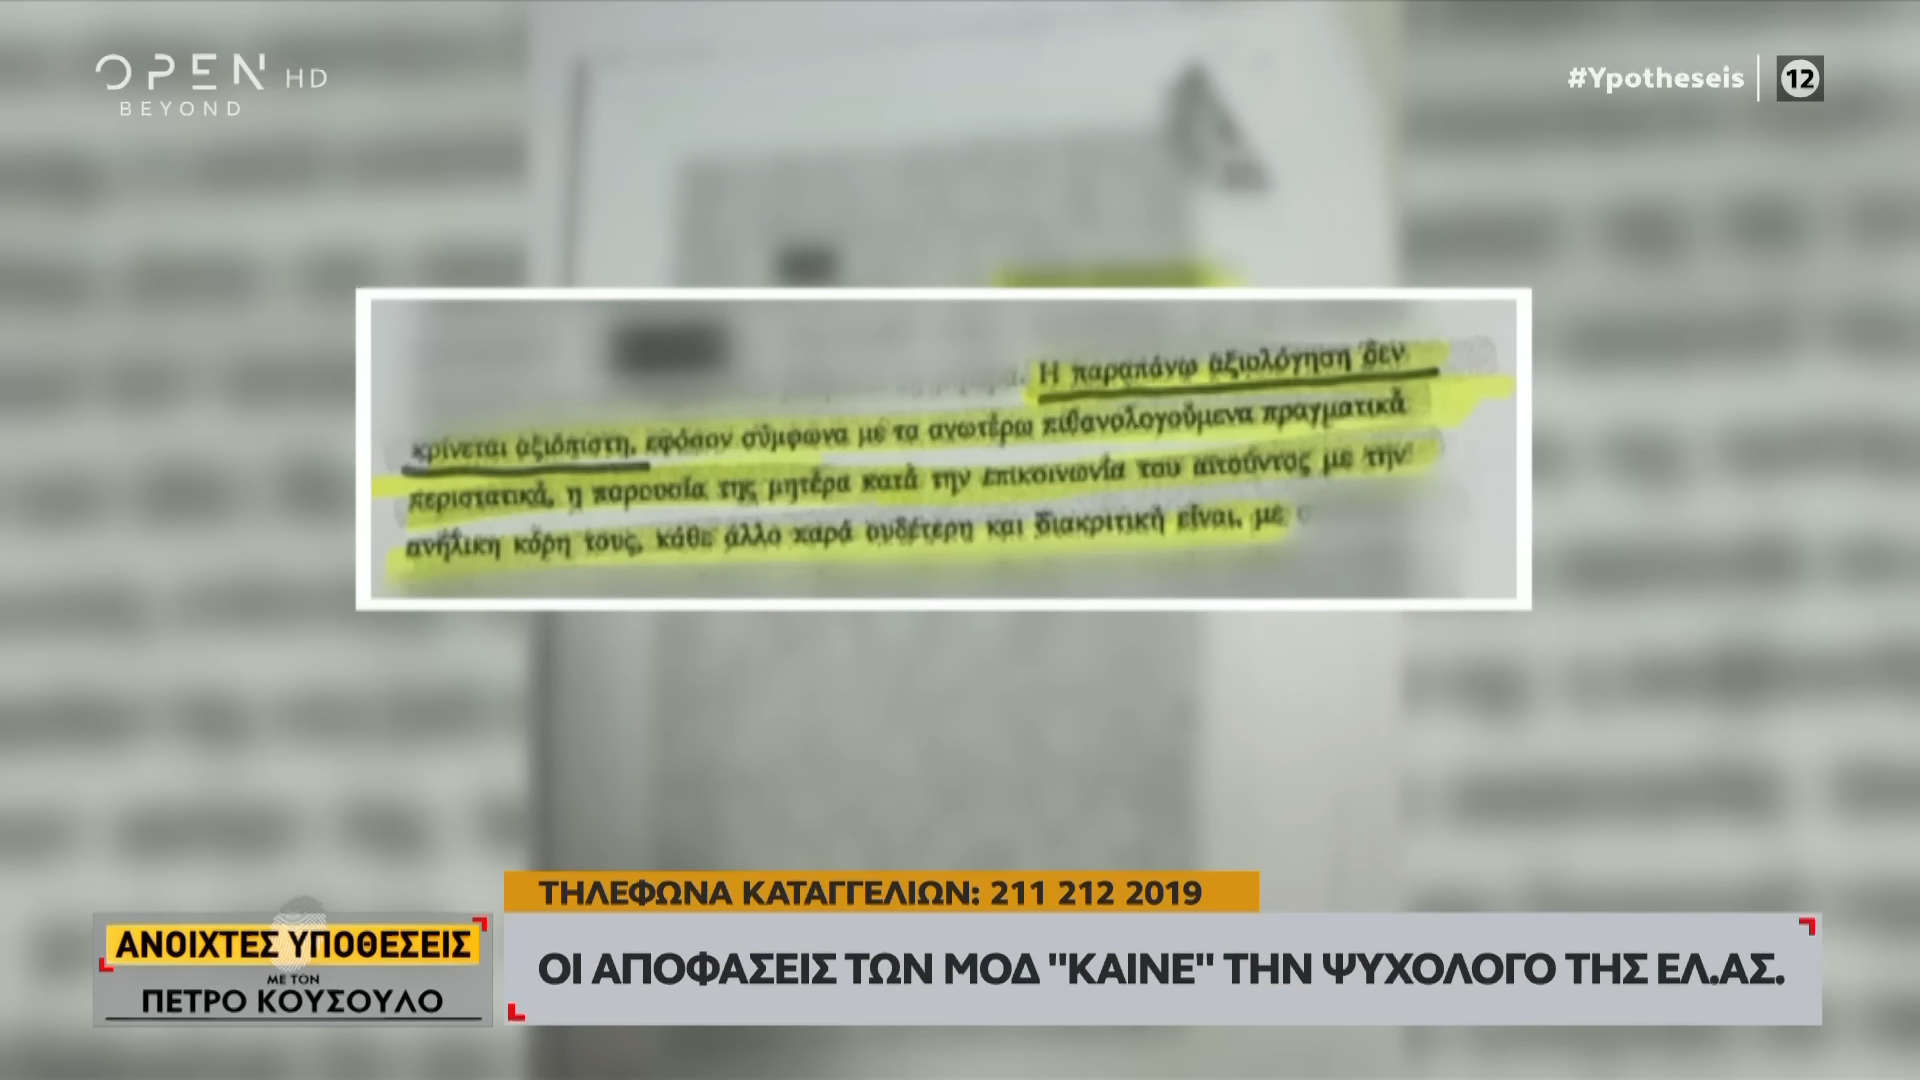 OPEN HD
BEYOND
#Ypotheseis
12
Η παραπάνω αξιολόγηση δεν
κρίνεται αξιόπιστη, εφόσον σύμφωνα με τα ανωτέρω πιθανολογούμενα πραγματικά
περιστατικά, η παρουσία της μητέρα κατά την επικοινωνία του αιτούντος με την
ανήλικη κόρη τους, κάθε άλλο παρά ουδέτερη και διακριτική είναι, με
ΤΗΛΕΦΩΝΑ ΚΑΤΑΓΓΕΛΙΩΝ: 211 212 2019
ΑΝΟΙΧΤΕΣ ΥΠΟΘΕΣΕΙΣ
ΜΕ ΤΟΝ
ΠΕΤΡΟ ΚΟΥΣΟΥΛΟ
ΟΙ ΑΠΟΦΑΣΕΙΣ ΤΩΝ ΜΟΔ "ΚΑΙΝΕ" ΤΗΝ ΨΥΧΟΛΟΓΟ ΤΗΣ ΕΛ.ΑΣ.